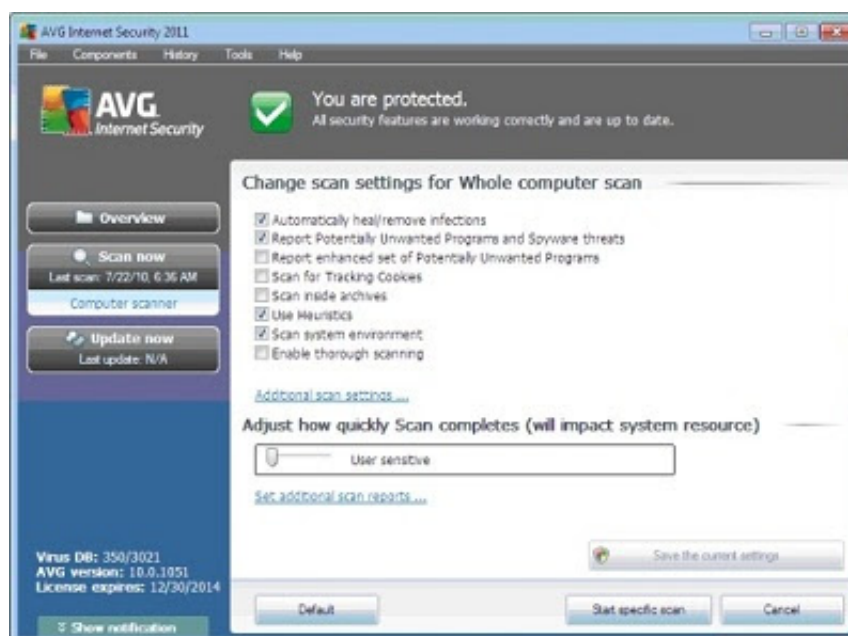 AVG Internet Security 2011
File Components History Tools Help
AVG
Internet Security
You are protected.
All security features are working correctly and are up to date.
Overview
Scan now
Last scan: 7/22/10, 6:36 AM
Computer scanner
Update now
Last update: N/A
Change scan settings for Whole computer scan
Automatically heal/remove infections
Report Potentially Unwanted Programs and Spyware threats
Report enhanced set of Potentially Unwanted Programs
Scan for Tracking Cookies
Scan inside archives
Use Heuristics
Scan system environment
Enable thorough scanning
Additional scan settings ...
Adjust how quickly Scan completes (will impact system resource)
User sensitive
Set additional scan reports ...
Save the current settings
Virus DB: 350/3021
AVG version: 10.0.1051
License expires: 12/30/2014
Show notification
Default Start specific scan Cancel